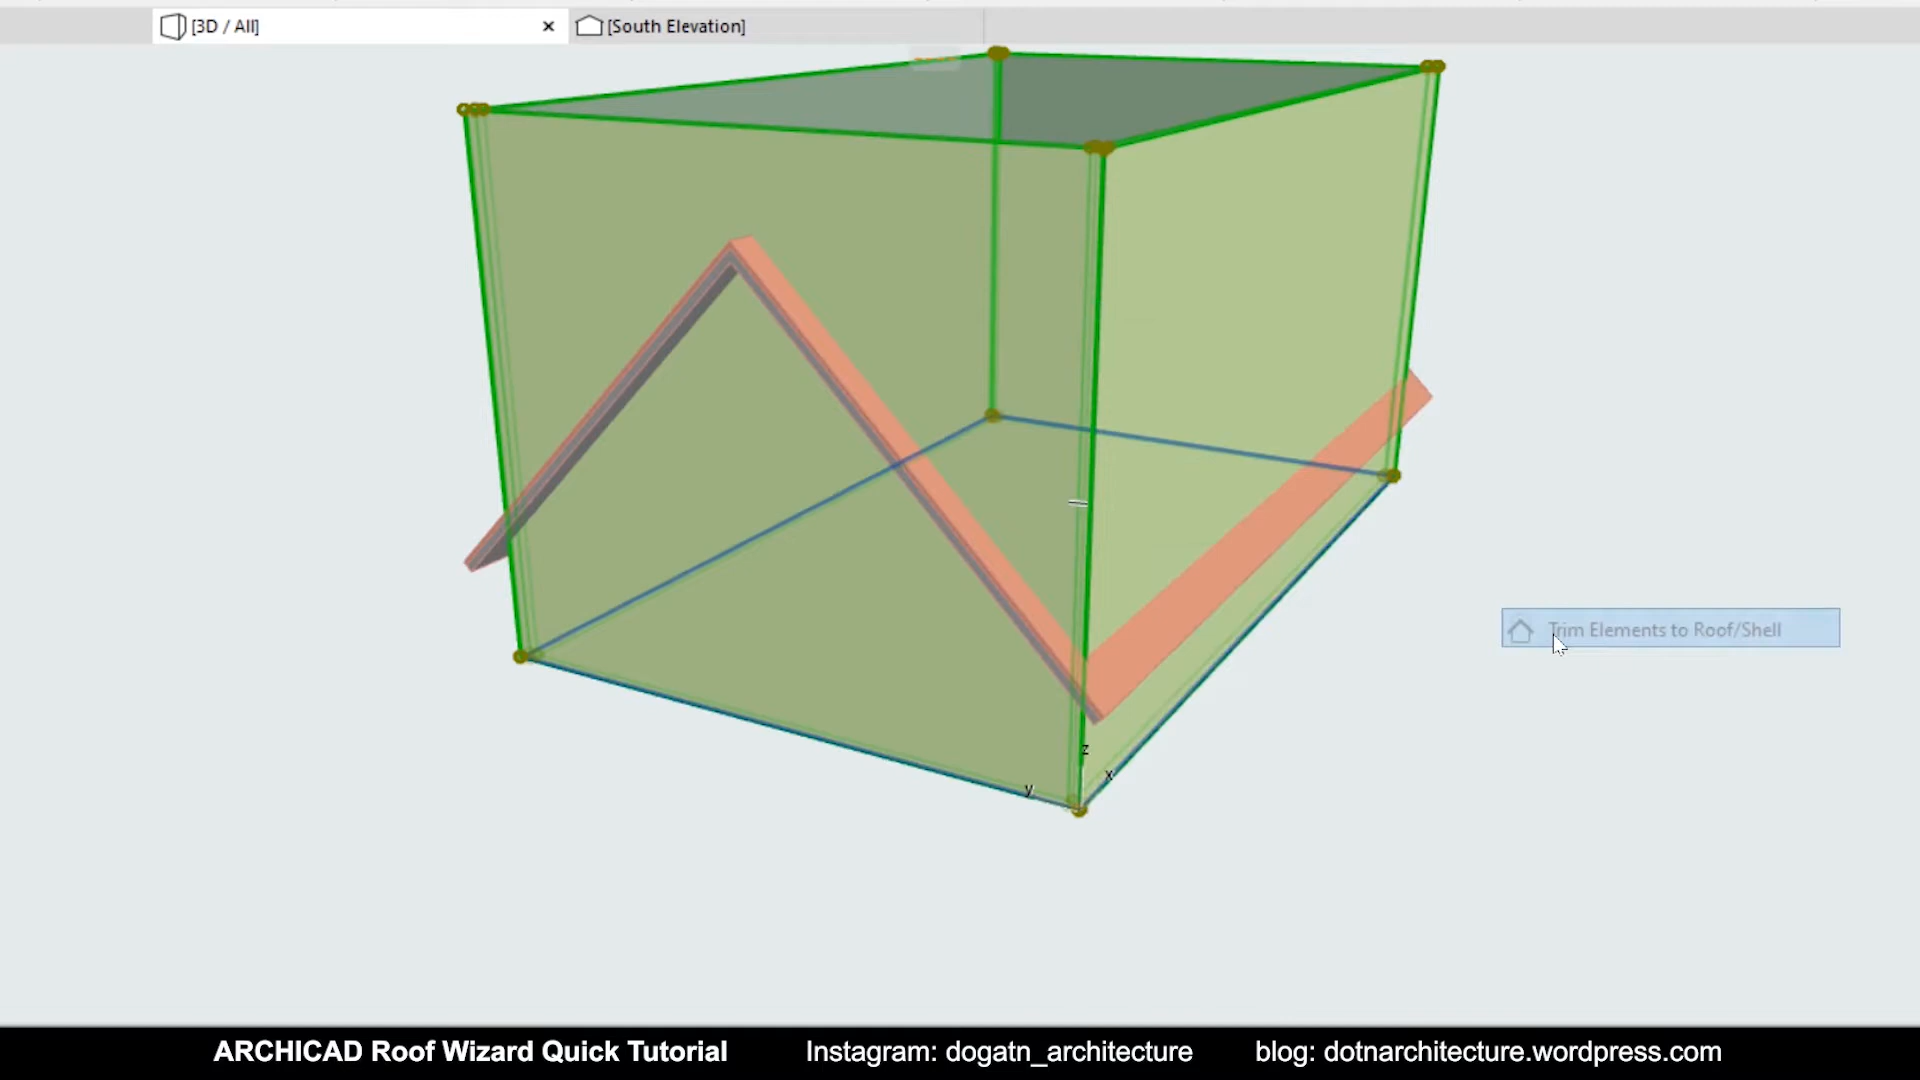 [3D / All]
[South Elevation]
Trim Elements to Roof/Shell
z
x
y
ARCHICAD Roof Wizard Quick Tutorial
Instagram: dogatn_architecture
blog: dotnarchitecture.wordpress.com